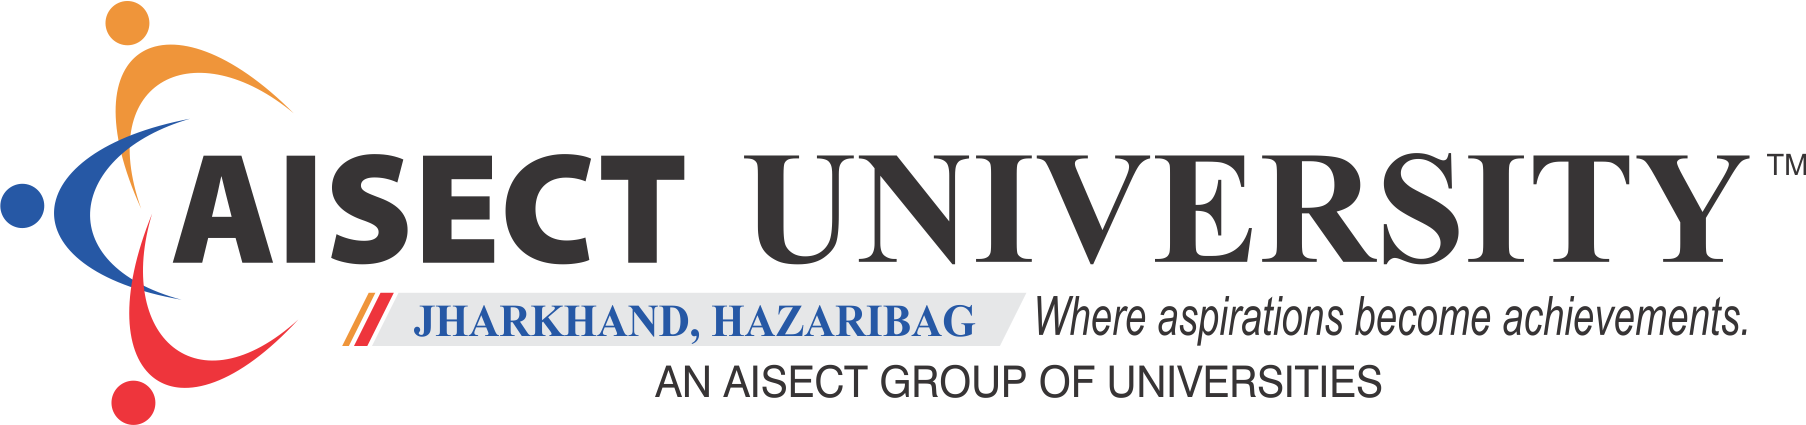 AISECT UNIVERSITY™
JHARKHAND, HAZARIBAG Where aspirations become achievements.
AN AISECT GROUP OF UNIVERSITIES